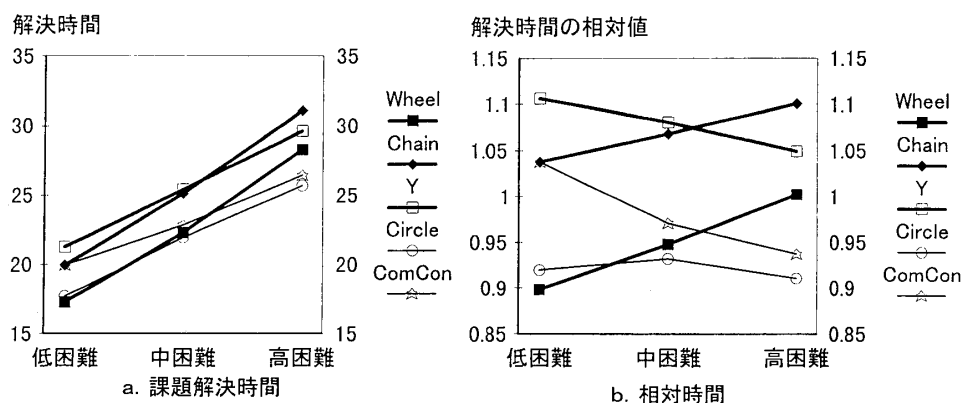 解決時間
35
30
25
20
15
35
30
25
20
15
低困難 中困難 高困難
a. 課題解決時間
Wheel
Chain
Y
Circle
ComCon
解決時間の相対値
1.15
1.1
1.05
1
0.95
0.9
0.85
1.15
1.1
1.05
1
0.95
0.9
0.85
低困難 中困難 高困難
b. 相対時間
Wheel
Chain
Y
Circle
ComCon